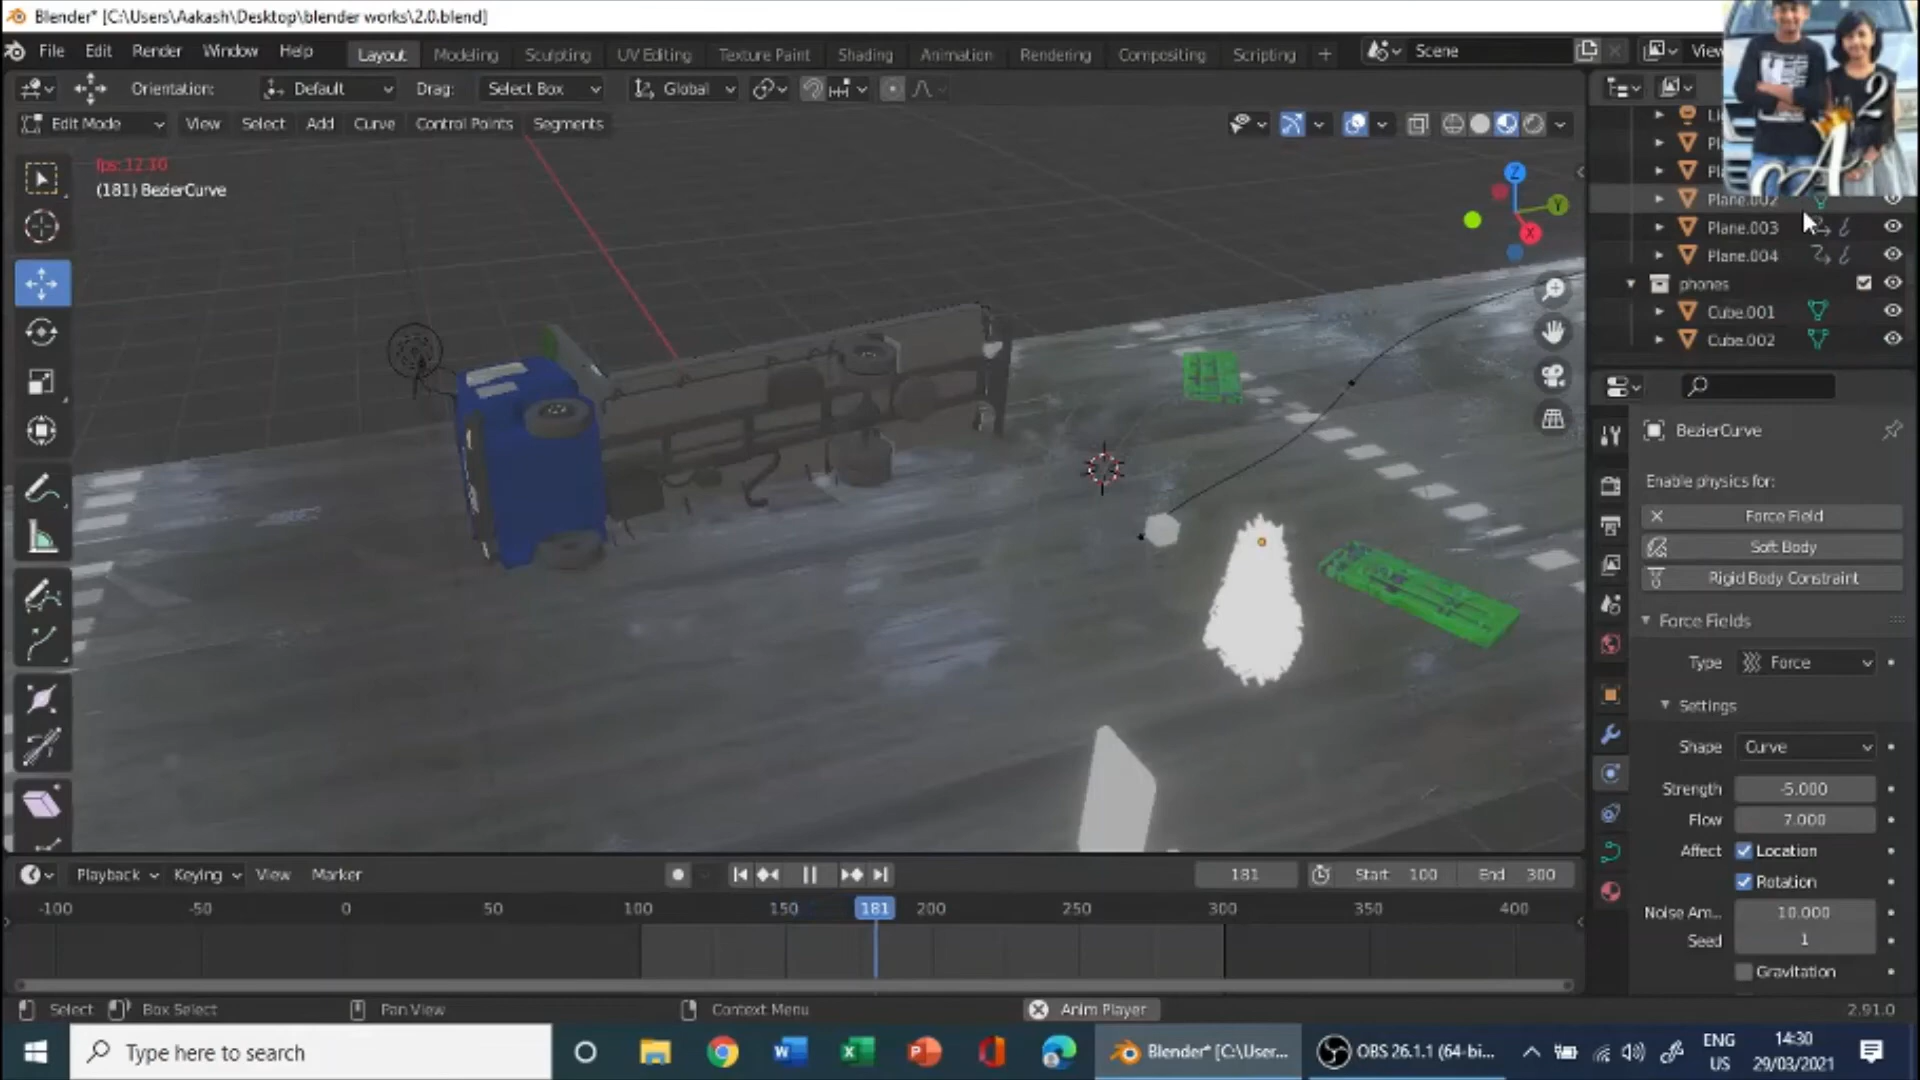 Blender* [C:\Users\Aakash\Desktop\blender works\2.0.blend]
File Edit Render Window Help Layout Modeling Sculpting UV Editing Texture Paint Shading Animation Rendering Compositing Scripting + Scene
Orientation: Default Drag: Select Box Global
Edit Mode View Select Add Curve Control Points Segments
fps: 12.10
(181) BezierCurve
Z
Y
X
2
A
Plane.002
Plane.003
Plane.004
phones
Cube.001
Cube.002
BezierCurve
Enable physics for:
Force Field
Soft Body
Rigid Body Constraint
Force Fields
Type Force
Settings
Shape Curve
Strength -5.000
Flow 7.000
Affect Location
Rotation
Noise Am... 10.000
Seed 1
Gravitation
Playback Keying View Marker 181 Start 100 End 300
-100 -50 0 50 100 150 181 200 250 300 350 400
Select Box Select Pan View Context Menu Anim Player 2.91.0
Type here to search Blender* [C:\User... OBS 26.1.1 (64-bi... ENG 14:30
US 29/03/2021